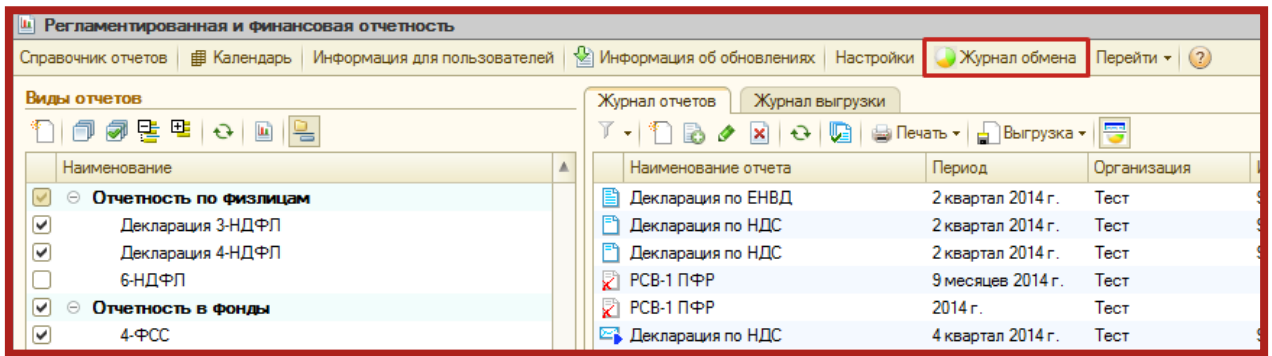 Регламентированная и финансовая отчетность
Справочник отчетов Календарь Информация для пользователей Информация об обновлениях Настройки Журнал обмена Перейти ?
Виды отчетов
Наименование
Отчетность по физлицам
Декларация 3-НДФЛ
Декларация 4-НДФЛ
6-НДФЛ
Отчетность в фонды
4-ФСС
Журнал отчетов Журнал выгрузки
Печать Выгрузка
Наименование отчета Период Организация
Декларация по ЕНВД 2 квартал 2014 г. Тест
Декларация по НДС 2 квартал 2014 г. Тест
Декларация по НДС 2 квартал 2014 г. Тест
РСВ-1 ПФР 9 месяцев 2014 г. Тест
РСВ-1 ПФР 2014 г. Тест
Декларация по НДС 4 квартал 2014 г. Тест